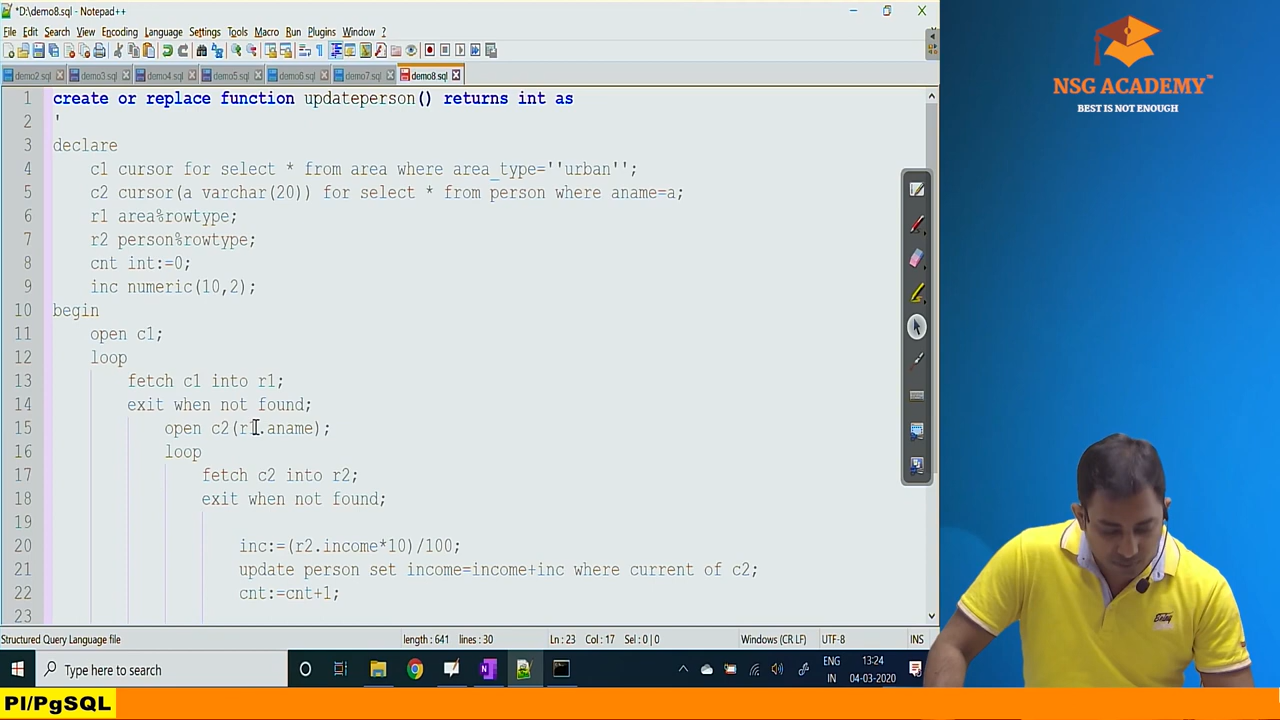 *D:\demo8.sql - Notepad++
File Edit Search View Encoding Language Settings Tools Macro Run Plugins Window ?
demo2.sql demo3.sql demo4.sql demo5.sql demo6.sql demo7.sql demo8.sql
1 create or replace function updateperson() returns int as
2 '
3 declare
4 c1 cursor for select * from area where area_type=''urban'';
5 c2 cursor(a varchar(20)) for select * from person where aname=a;
6 r1 area%rowtype;
7 r2 person%rowtype;
8 cnt int:=0;
9 inc numeric(10,2);
10 begin
11 open c1;
12 loop
13 fetch c1 into r1;
14 exit when not found;
15 open c2(r1.aname);
16 loop
17 fetch c2 into r2;
18 exit when not found;
19
20 inc:=(r2.income*10)/100;
21 update person set income=income+inc where current of c2;
22 cnt:=cnt+1;
23
Structured Query Language file length : 641 lines : 30 Ln : 23 Col : 17 Sel : 0 | 0 Windows (CR LF) UTF-8 INS
Type here to search
ENG
IN
13:24
04-03-2020
NSG ACADEMY™
BEST IS NOT ENOUGH
Pl/PgSQL